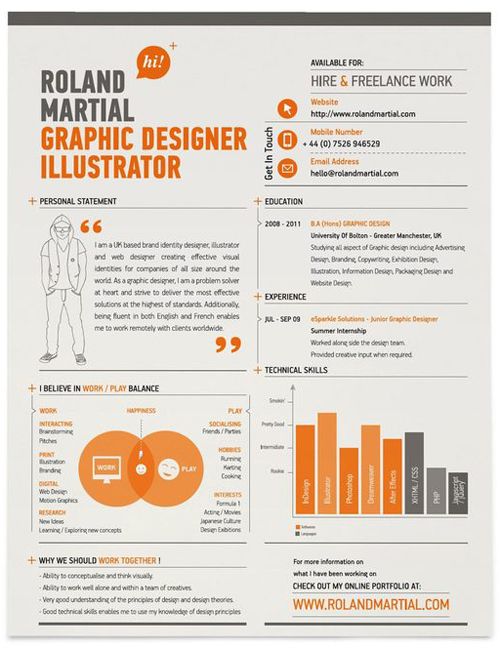 hi!
ROLAND
MARTIAL
GRAPHIC DESIGNER
ILLUSTRATOR
AVAILABLE FOR:
HIRE & FREELANCE WORK
Get In Touch
Website
http://www.rolandmartial.com
Mobile Number
+ 44 (0) 7526 946529
Email Address
hello@rolandmartial.com
PERSONAL STATEMENT
“
I am a UK based brand identity designer, illustrator
and web designer creating effective visual
identities for companies of all size around the
world. As a graphic designer, I am a problem solver
at heart and strive to deliver the most effective
solutions at the highest of standards. Additionally,
being fluent in both English and French enables
me to work remotely with clients worldwide.
”
EDUCATION
2008 - 2011
B.A (Hons) GRAPHIC DESIGN
University Of Bolton - Greater Manchester, UK
Studying all aspect of Graphic design including Advertising
Design, Branding, Copywriting, Exhibition Design,
Illustration, Information Design, Packaging Design and
Website Design.
EXPERIENCE
JUL - SEP 09
eSparkle Solutions - Junior Graphic Designer
Summer Internship
Worked along side the design team.
Provided creative input when required.
TECHNICAL SKILLS
Smokin'
Pretty Good
Intermediate
Rookie
InDesign
Illustrator
Photoshop
Dreamweaver
After Effects
XHTML / CSS
PHP
Javascript
/jQuery
Softwares
Languages
I BELIEVE IN WORK / PLAY BALANCE
WORK
HAPPINESS
PLAY
INTERACTING
Brainstorming
Pitches
PRINT
Illustration
Branding
DIGITAL
Web Design
Motion Graphics
RESEARCH
New Ideas
Learning / Exploring new concepts
WORK
PLAY
SOCIALISING
Friends / Parties
HOBBIES
Running
Karting
Cooking
INTERESTS
Formula 1
Acting / Movies
Japanese Culture
Design Exibitions
WHY WE SHOULD WORK TOGETHER !
- Ability to conceptualise and think visually.
- Ability to work well alone and within a team of creatives.
- Very good understanding of the principles of design and design theories.
- Good technical skills enables me to use my knowledge of design principles
For more information on
what I have been working on
CHECK OUT MY ONLINE PORTFOLIO AT:
WWW.ROLANDMARTIAL.COM